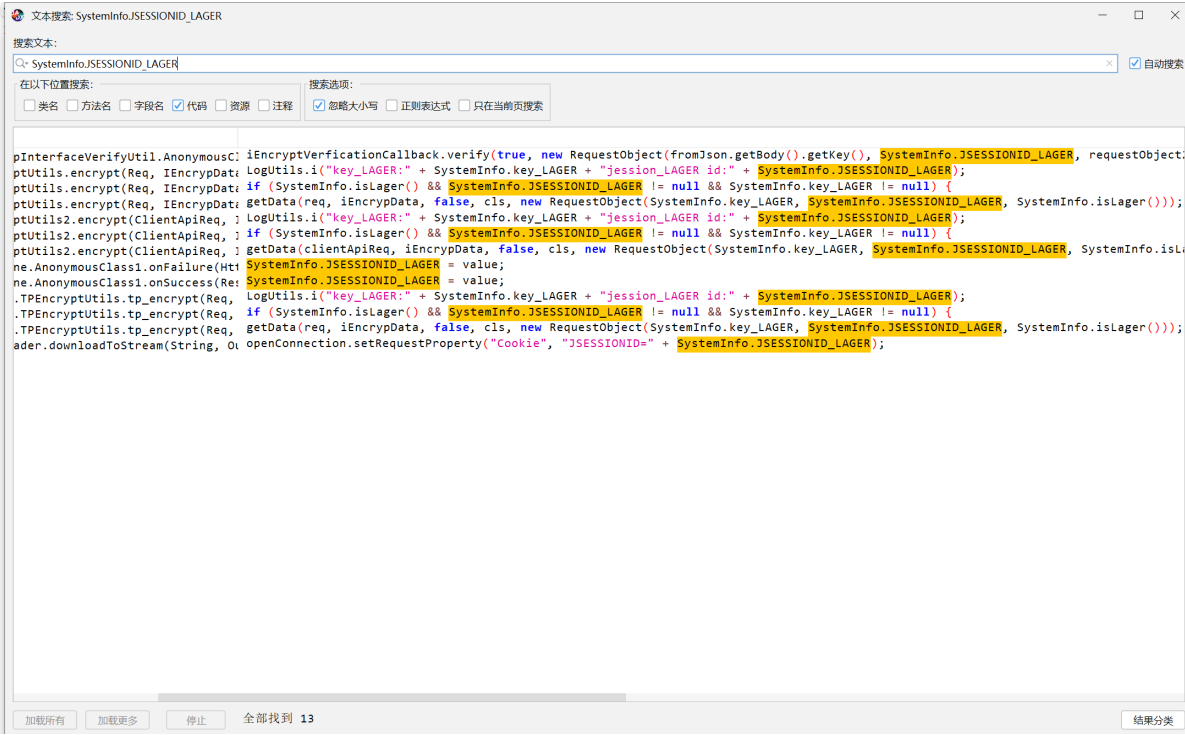 文本搜索: SystemInfo.JSESSIONID_LAGER
搜索文本:
SystemInfo.JSESSIONID_LAGER
自动搜索
在以下位置搜索:
搜索选项:
类名 方法名 字段名 代码 资源 注释
忽略大小写 正则表达式 只在当前页搜索
pInterfaceVerifyUtil.AnonymousCl iEncryptVerficationCallback.verify(true, new RequestObject(fromJson.getBody().getKey(), SystemInfo.JSESSIONID_LAGER, requestObject2
ptUtils.encrypt(Req, IEncrypData LogUtils.i("key_LAGER:" + SystemInfo.key_LAGER + "jession_LAGER id:" + SystemInfo.JSESSIONID_LAGER);
ptUtils.encrypt(Req, IEncrypData if (SystemInfo.isLager() && SystemInfo.JSESSIONID_LAGER != null && SystemInfo.key_LAGER != null) {
ptUtils.encrypt(Req, IEncrypData getData(req, iEncrypData, false, cls, new RequestObject(SystemInfo.key_LAGER, SystemInfo.JSESSIONID_LAGER, SystemInfo.isLager()));
ptUtils2.encrypt(ClientApiReq, I LogUtils.i("key_LAGER:" + SystemInfo.key_LAGER + "jession_LAGER id:" + SystemInfo.JSESSIONID_LAGER);
ptUtils2.encrypt(ClientApiReq, I if (SystemInfo.isLager() && SystemInfo.JSESSIONID_LAGER != null && SystemInfo.key_LAGER != null) {
ptUtils2.encrypt(ClientApiReq, I getData(clientApiReq, iEncrypData, false, cls, new RequestObject(SystemInfo.key_LAGER, SystemInfo.JSESSIONID_LAGER, SystemInfo.isLa
ne.AnonymousClass1.onFailure(Htt SystemInfo.JSESSIONID_LAGER = value;
ne.AnonymousClass1.onSuccess(Res SystemInfo.JSESSIONID_LAGER = value;
.TPEncryptUtils.tp_encrypt(Req, LogUtils.i("key_LAGER:" + SystemInfo.key_LAGER + "jession_LAGER id:" + SystemInfo.JSESSIONID_LAGER);
.TPEncryptUtils.tp_encrypt(Req, if (SystemInfo.isLager() && SystemInfo.JSESSIONID_LAGER != null && SystemInfo.key_LAGER != null) {
.TPEncryptUtils.tp_encrypt(Req, getData(req, iEncrypData, false, cls, new RequestObject(SystemInfo.key_LAGER, SystemInfo.JSESSIONID_LAGER, SystemInfo.isLager()));
ader.downloadToStream(String, Ou openConnection.setRequestProperty("Cookie", "JSESSIONID=" + SystemInfo.JSESSIONID_LAGER);
加载所有 加载更多 停止 全部找到 13 结果分类